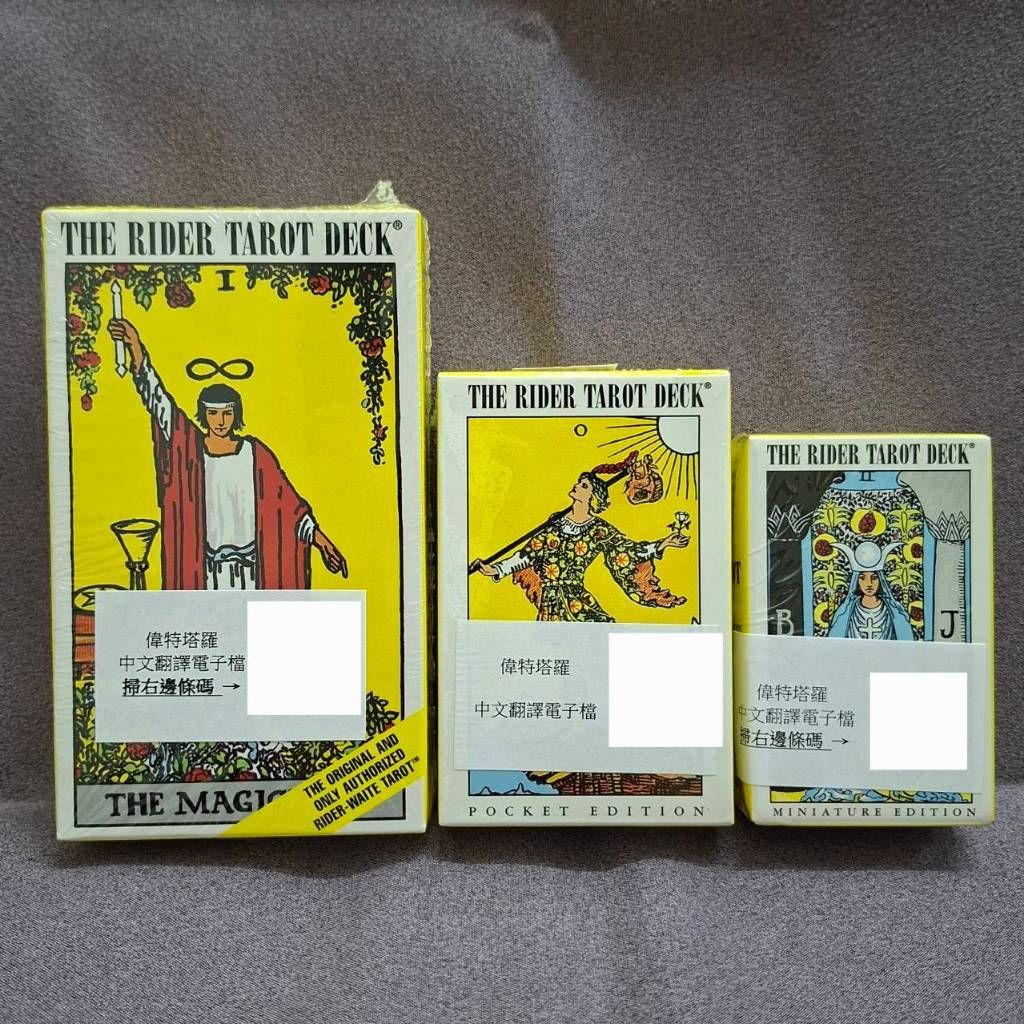 THE RIDER TAROT DECK®
I
偉特塔羅
中文翻譯電子檔
掃右邊條碼 →
THE ORIGINAL AND
ONLY AUTHORIZED
RIDER-WAITE TAROT™
THE MAGIC
THE RIDER TAROT DECK®
0
偉特塔羅
中文翻譯電子檔
POCKET EDITION
THE RIDER TAROT DECK®
II
B
J
偉特塔羅
中文翻譯電子檔
掃右邊條碼 →
MINIATURE EDITION